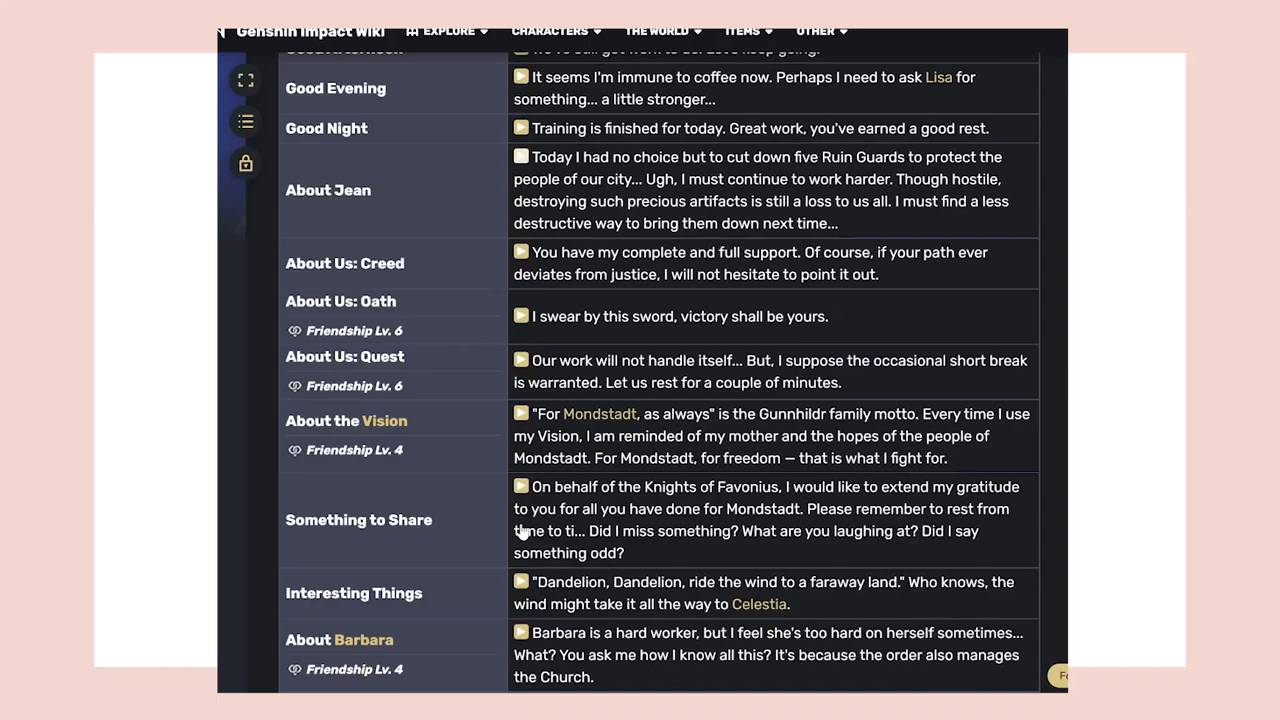 Genshin Impact Wiki
EXPLORE
CHARACTERS
THE WORLD
ITEMS
OTHER
Good Evening
It seems I'm immune to coffee now. Perhaps I need to ask Lisa for
something... a little stronger...
Good Night
Training is finished for today. Great work, you've earned a good rest.
About Jean
Today I had no choice but to cut down five Ruin Guards to protect the
people of our city... Ugh, I must continue to work harder. Though hostile,
destroying such precious artifacts is still a loss to us all. I must find a less
destructive way to bring them down next time...
About Us: Creed
You have my complete and full support. Of course, if your path ever
deviates from justice, I will not hesitate to point it out.
About Us: Oath
Friendship Lv. 6
I swear by this sword, victory shall be yours.
About Us: Quest
Friendship Lv. 6
Our work will not handle itself... But, I suppose the occasional short break
is warranted. Let us rest for a couple of minutes.
About the Vision
Friendship Lv. 4
"For Mondstadt, as always" is the Gunnhildr family motto. Every time I use
my Vision, I am reminded of my mother and the hopes of the people of
Mondstadt. For Mondstadt, for freedom — that is what I fight for.
Something to Share
On behalf of the Knights of Favonius, I would like to extend my gratitude
to you for all you have done for Mondstadt. Please remember to rest from
time to ti... Did I miss something? What are you laughing at? Did I say
something odd?
Interesting Things
"Dandelion, Dandelion, ride the wind to a faraway land." Who knows, the
wind might take it all the way to Celestia.
About Barbara
Friendship Lv. 4
Barbara is a hard worker, but I feel she's too hard on herself sometimes...
What? You ask me how I know all this? It's because the order also manages
the Church.